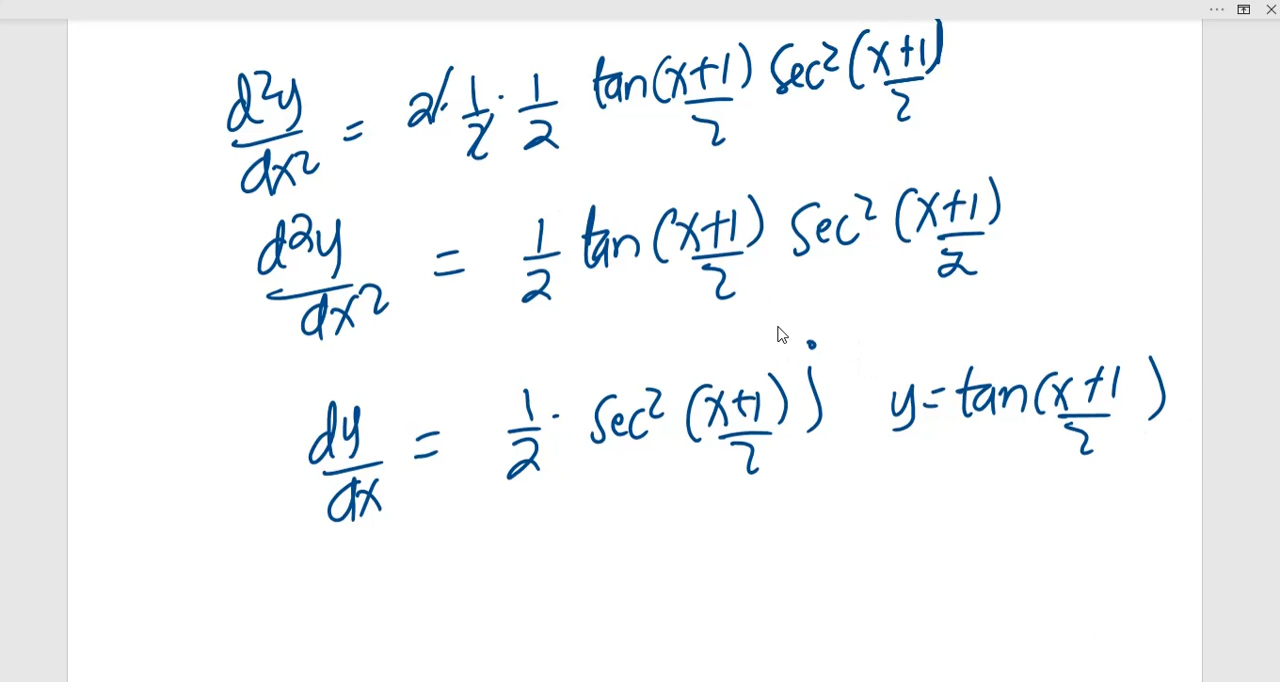 d²y/dx² = 2 · 1/2 · 1/2 tan(x+1)/2 sec²(x+1)/2
d²y/dx² = 1/2 tan(x+1)/2 sec²(x+1)/2
dy/dx = 1/2 · sec²(x+1)/2 ; y = tan(x+1/2)